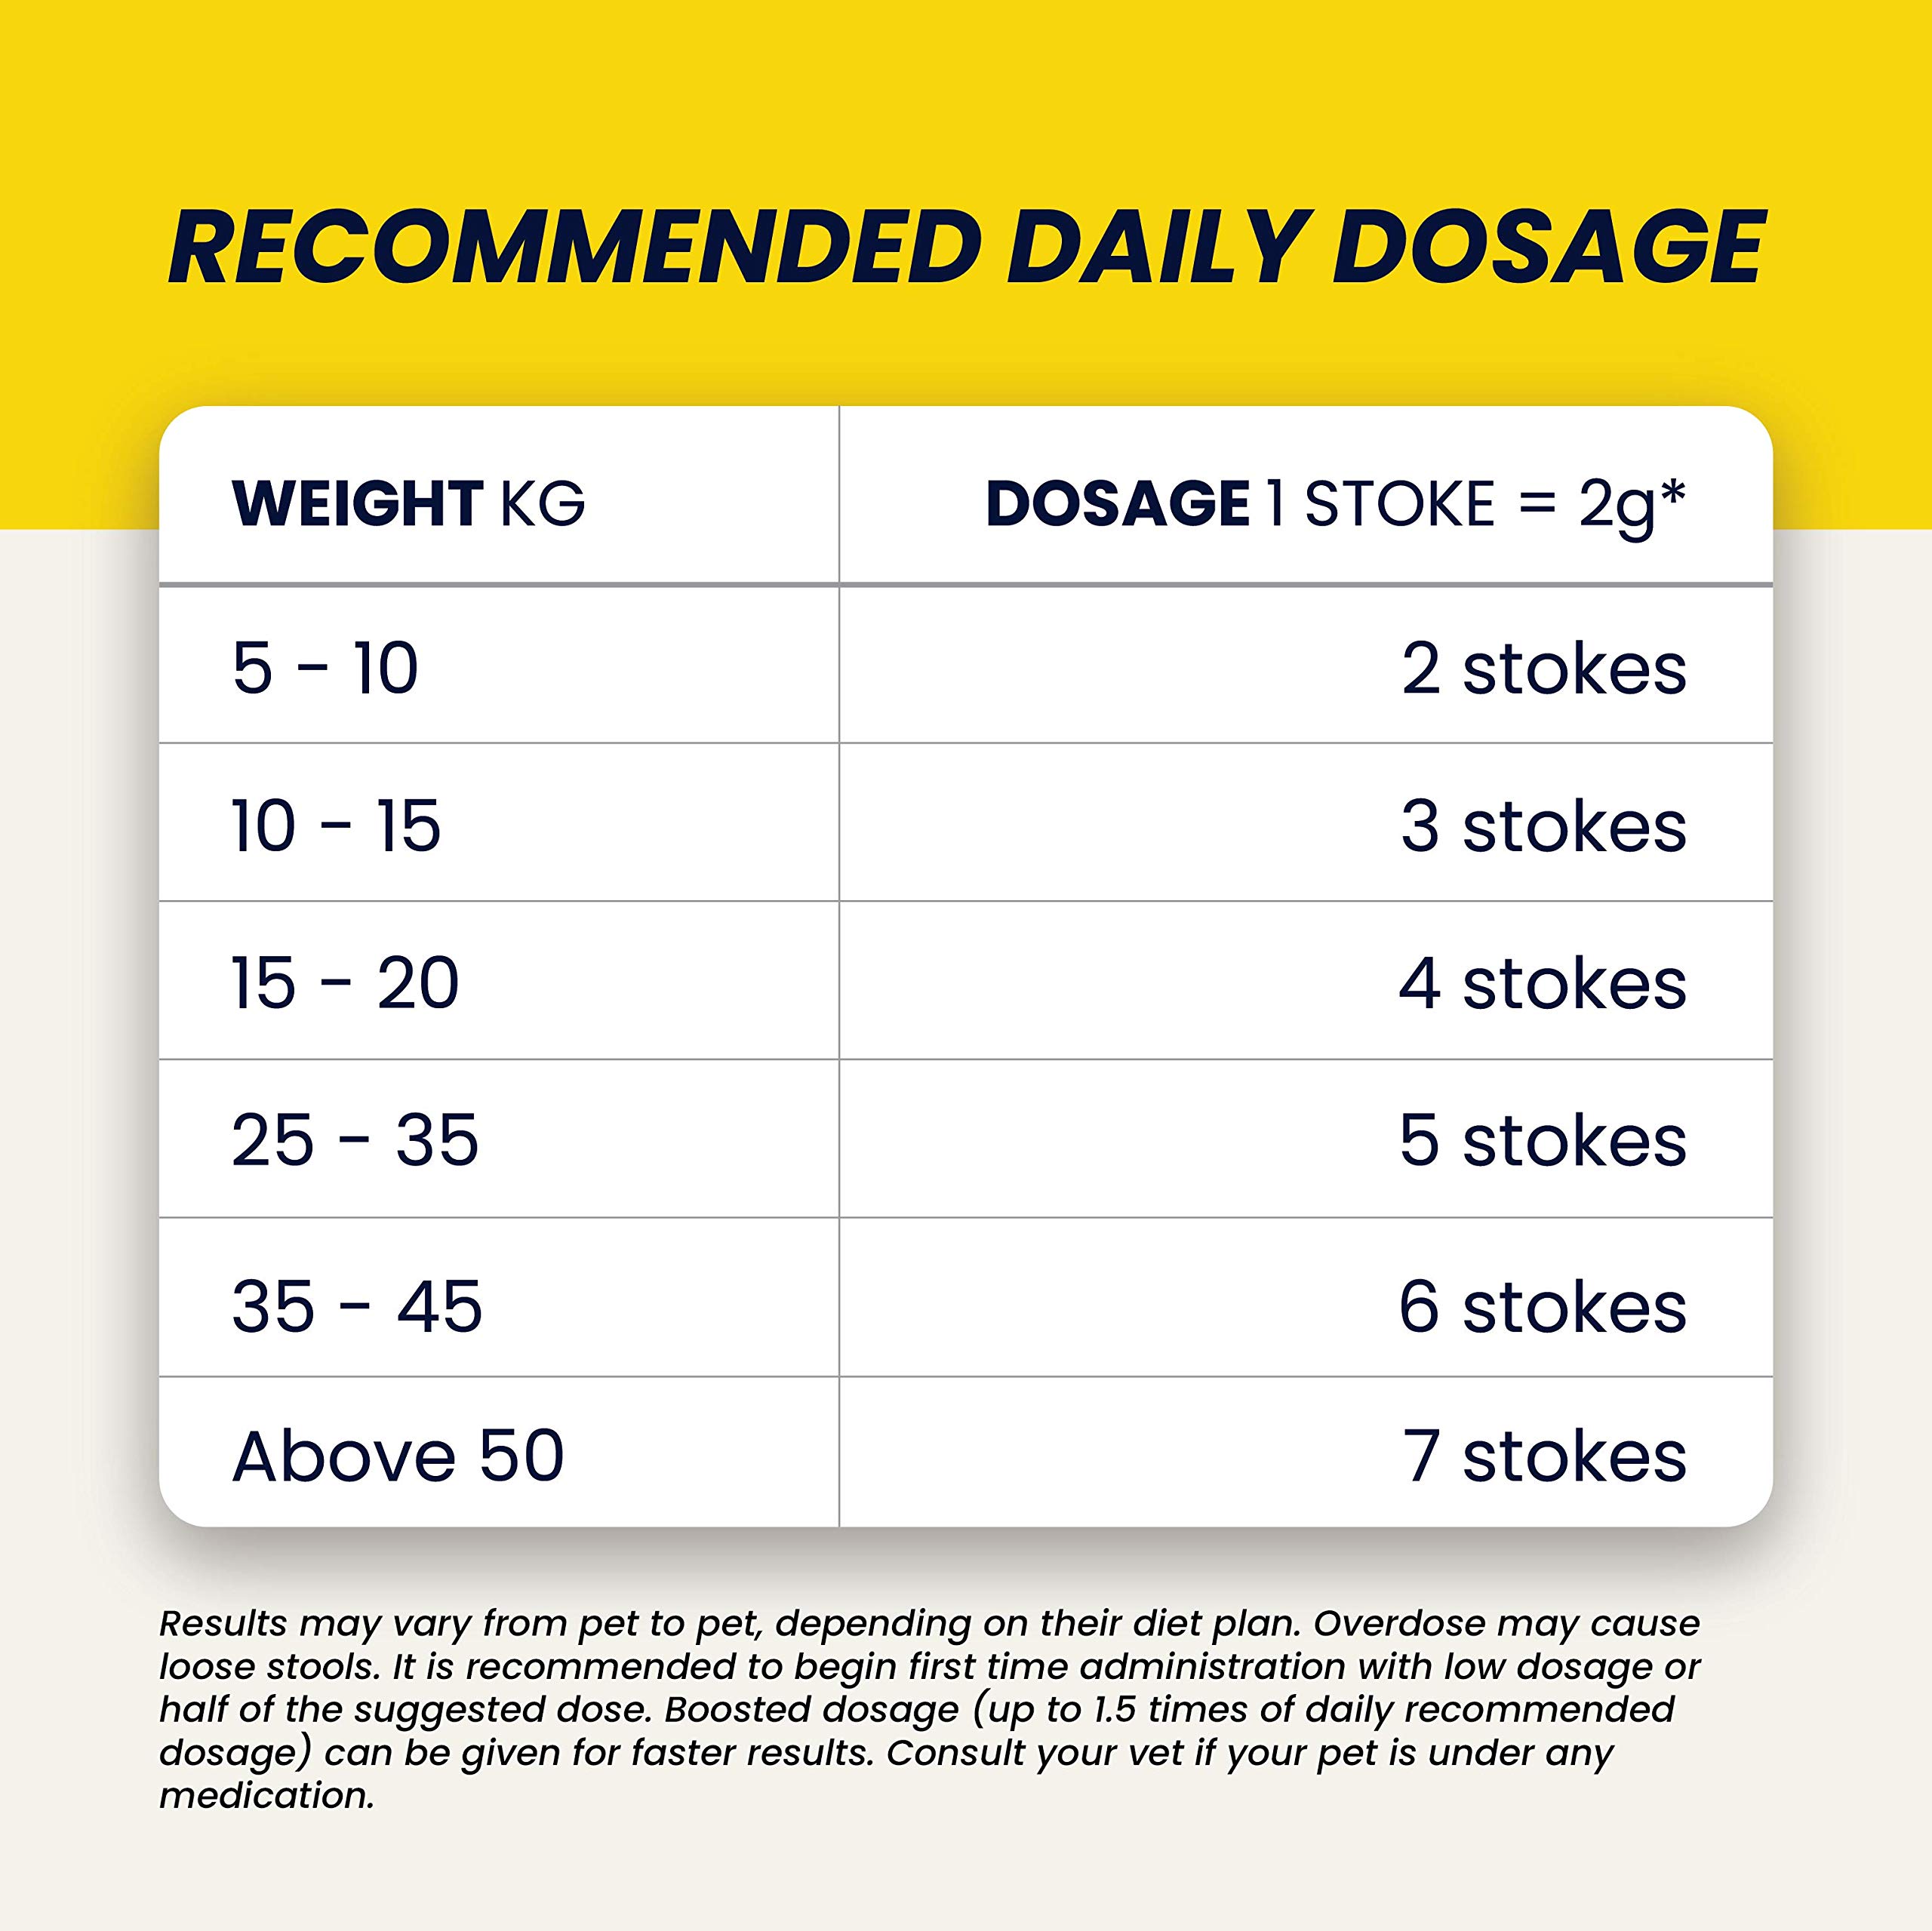 RECOMMENDED DAILY DOSAGE
WEIGHT KG DOSAGE 1 STOKE = 2g*
5 - 10 2 stokes
10 - 15 3 stokes
15 - 20 4 stokes
25 - 35 5 stokes
35 - 45 6 stokes
Above 50 7 stokes
Results may vary from pet to pet, depending on their diet plan. Overdose may cause
loose stools. It is recommended to begin first time administration with low dosage or
half of the suggested dose. Boosted dosage (up to 1.5 times of daily recommended
dosage) can be given for faster results. Consult your vet if your pet is under any
medication.